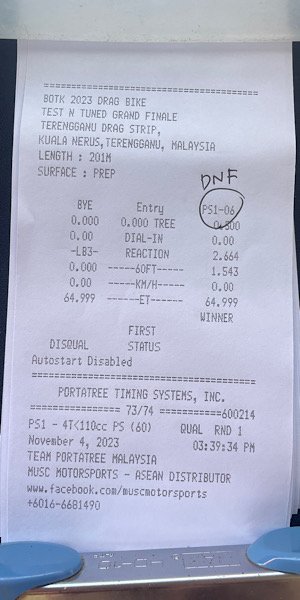 ================================
BOTK 2023 DRAG BIKE
TEST N TUNED GRAND FINALE
TERENGGANU DRAG STRIP,
KUALA NERUS,TERENGGANU, MALAYSIA
LENGTH : 201M
SURFACE : PREP
DNF
BYE Entry PS1-06
0.000 0.000 TREE 0.500
0.00 DIAL-IN 0.00
-LB3- REACTION 2.664
0.000 ------60FT------ 1.543
0.00 ------KM/H------ 0.00
64.999 -------ET------- 64.999
WINNER
FIRST
DISQUAL STATUS
Autostart Disabled
================================
PORTATREE TIMING SYSTEMS, INC.
============= 73/74 ===========600214
PS1 - 4T<110cc PS (60) QUAL RND 1
November 4, 2023 03:39:34 PM
TEAM PORTATREE MALAYSIA
MUSC MOTORSPORTS - ASEAN DISTRIBUTOR
www.facebook.com/muscmotorsports
+6016-6681490